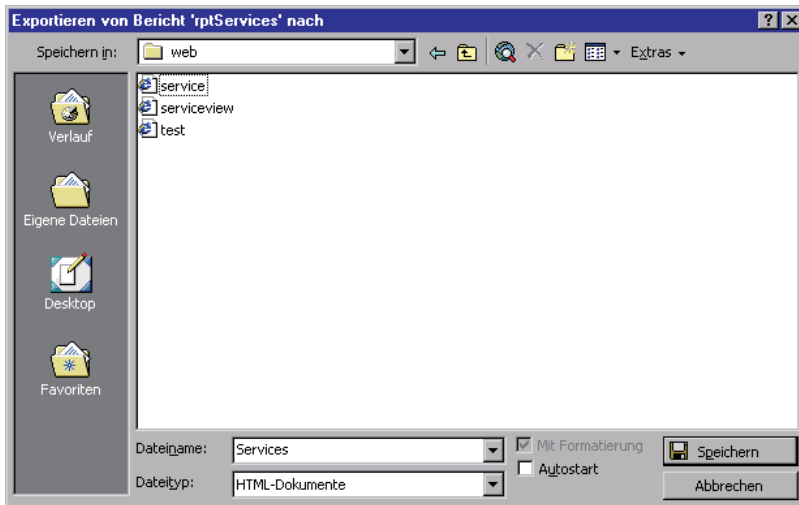 Exportieren von Bericht 'rptServices' nach
Speichern in: web Extras
service
serviceview
test
Verlauf
Eigene Dateien
Desktop
Favoriten
Dateiname: Services Mit Formatierung Speichern
Autostart
Dateityp: HTML-Dokumente Abbrechen